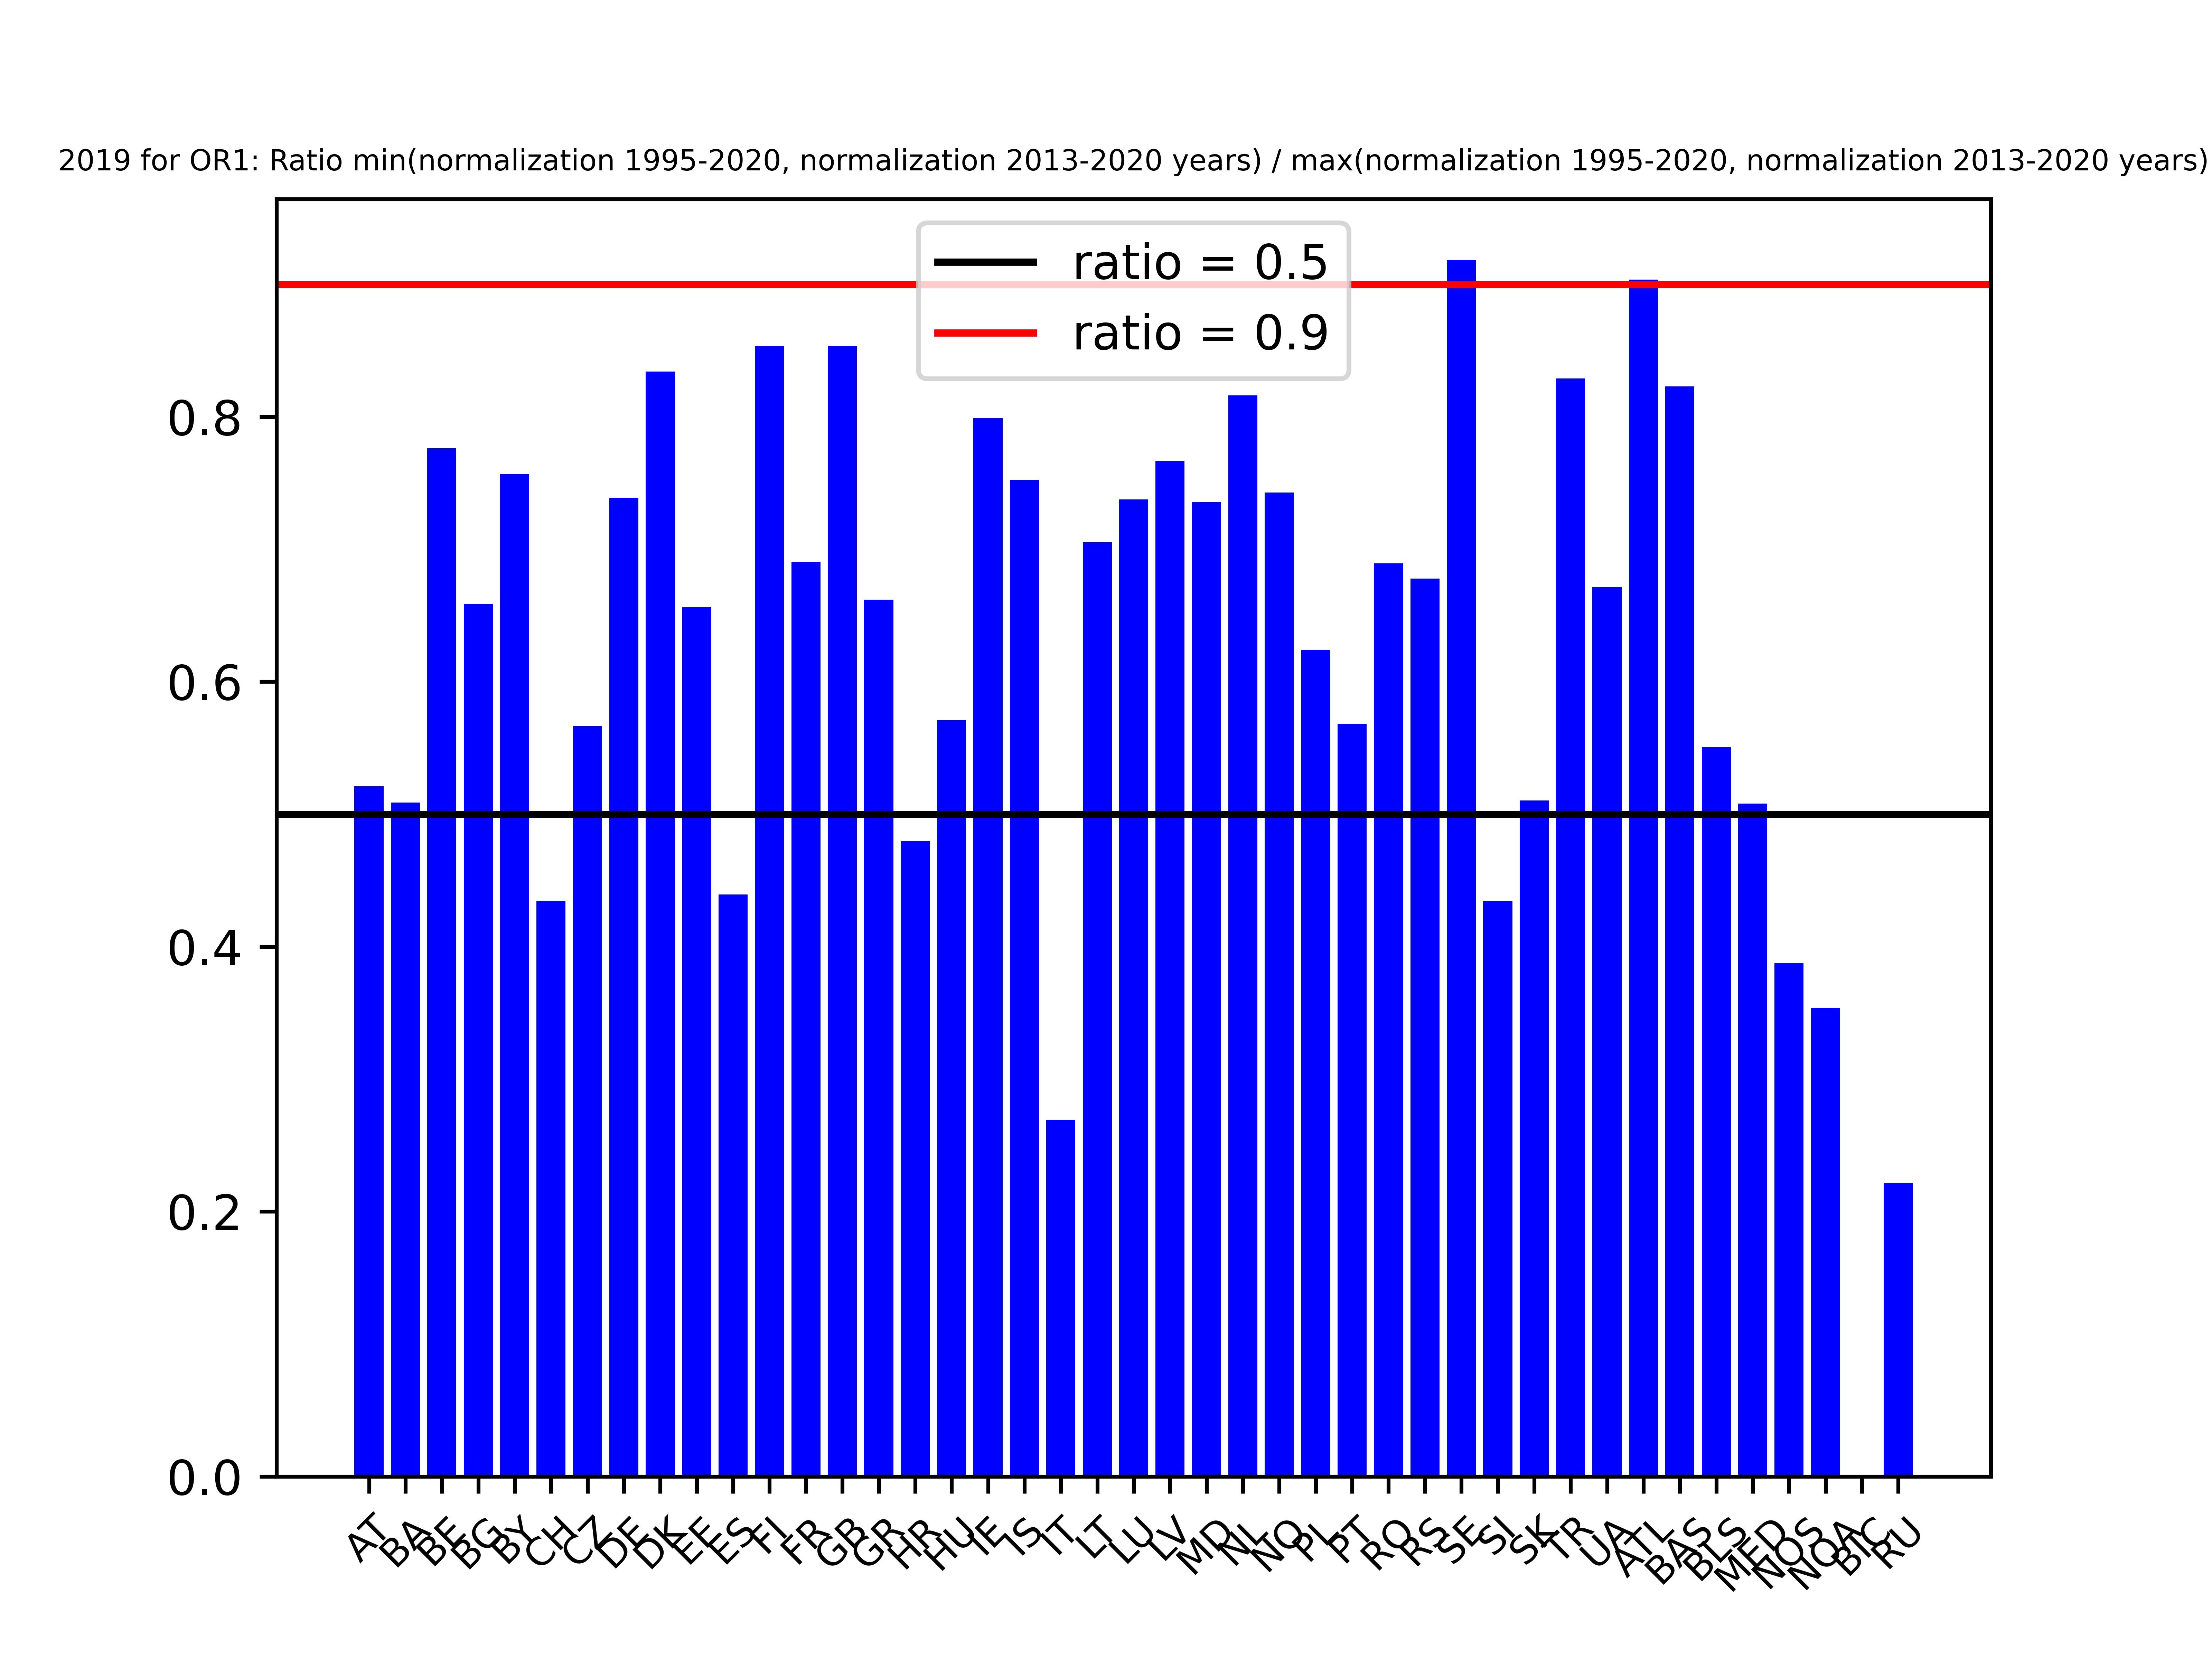 2019 for OR1: Ratio min(normalization 1995-2020, normalization 2013-2020 years) / max(normalization 1995-2020, normalization 2013-2020 years)
ratio = 0.5
ratio = 0.9
0.8
0.6
0.4
0.2
0.0
AT
BA
BE
BG
BY
CH
CZ
DE
DK
EE
ES
FI
FR
GB
GR
HR
HU
IE
IS
IT
LT
LU
LV
MD
NL
NO
PL
PT
RO
RS
SE
SI
SK
TR
UA
ATL
BAS
BLS
MED
NOS
NOA
BIC
RU